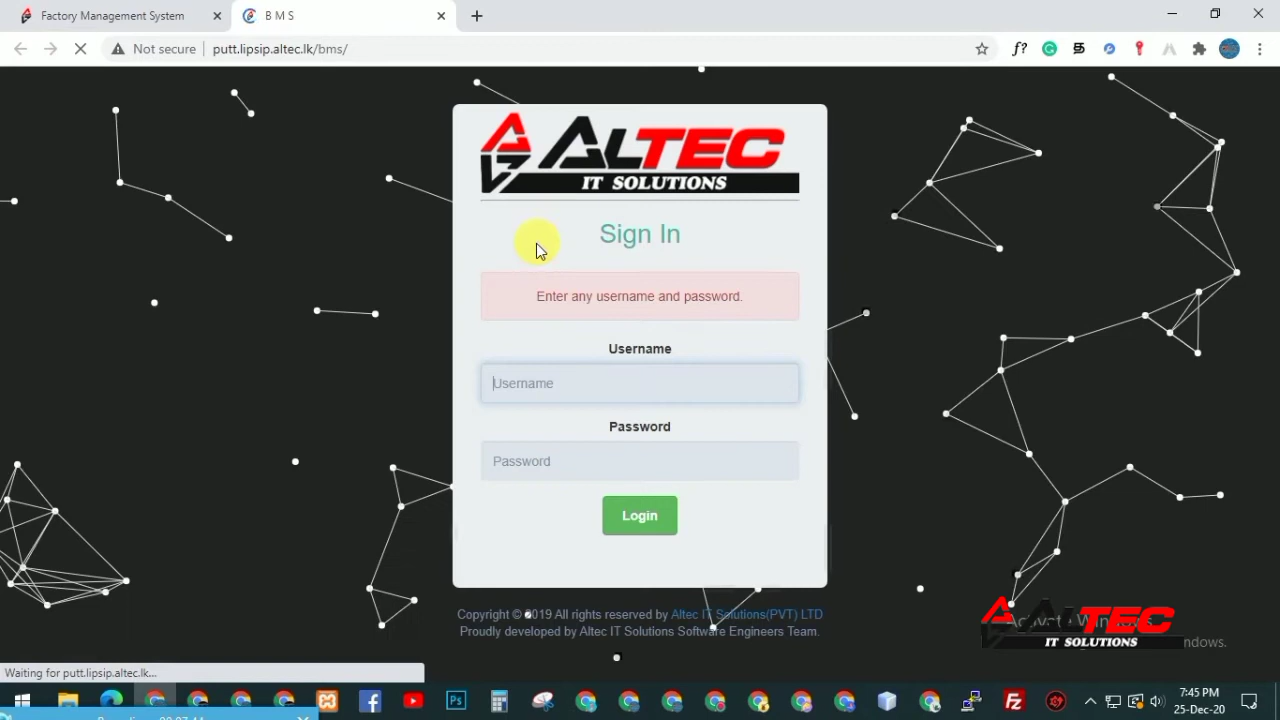 Factory Management System
B M S
Not secure
putt.lipsip.altec.lk/bms/
f?
ALTEC
IT SOLUTIONS
Sign In
Enter any username and password.
Username
Username
Password
Password
Login
Copyright © 2019 All rights reserved by Altec IT Solutions(PVT) LTD
Proudly developed by Altec IT Solutions Software Engineers Team.
ALTEC
IT SOLUTIONS
Activate Windows
Waiting for putt.lipsip.altec.lk...
Ps
7:45 PM
25-Dec-20